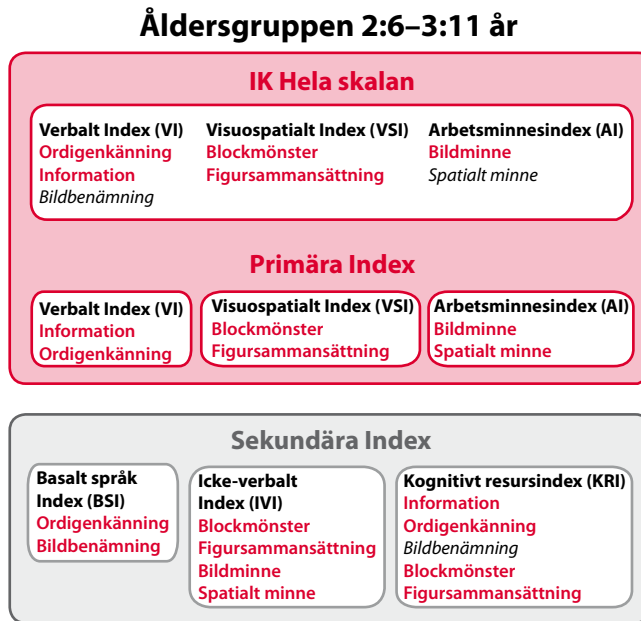 Åldersgruppen 2:6–3:11 år
IK Hela skalan
Verbalt Index (VI)
Ordigenkänning
Information
Bildbenämning
Visuospatialt Index (VSI)
Blockmönster
Figursammansättning
Arbetsminnesindex (AI)
Bildminne
Spatialt minne
Primära Index
Verbalt Index (VI)
Information
Ordigenkänning
Visuospatialt Index (VSI)
Blockmönster
Figursammansättning
Arbetsminnesindex (AI)
Bildminne
Spatialt minne
Sekundära Index
Basalt språk
Index (BSI)
Ordigenkänning
Bildbenämning
Icke-verbalt
Index (IVI)
Blockmönster
Figursammansättning
Bildminne
Spatialt minne
Kognitivt resursindex (KRI)
Information
Ordigenkänning
Bildbenämning
Blockmönster
Figursammansättning